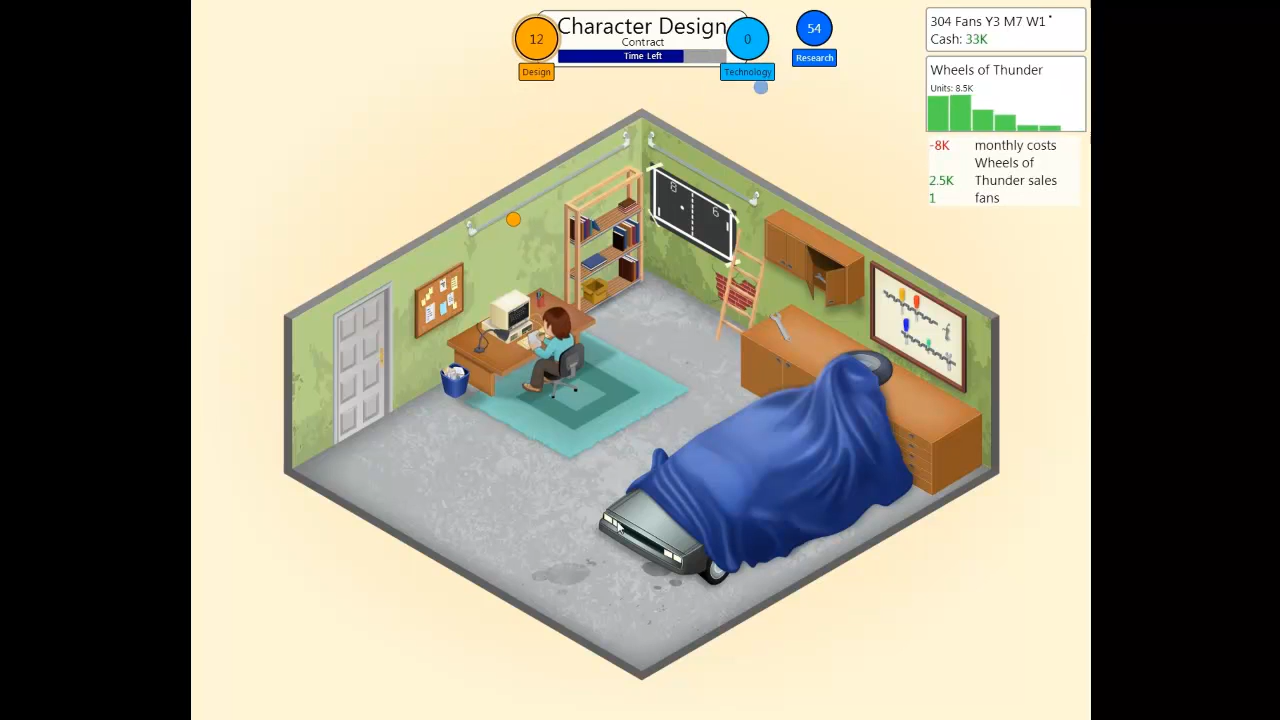 Character Design
Contract
Time Left
12
Design
0
Technology
54
Research
304 Fans Y3 M7 W1
Cash: 33K
Wheels of Thunder
Units: 8.5K
-8K monthly costs
Wheels of
2.5K Thunder sales
1 fans